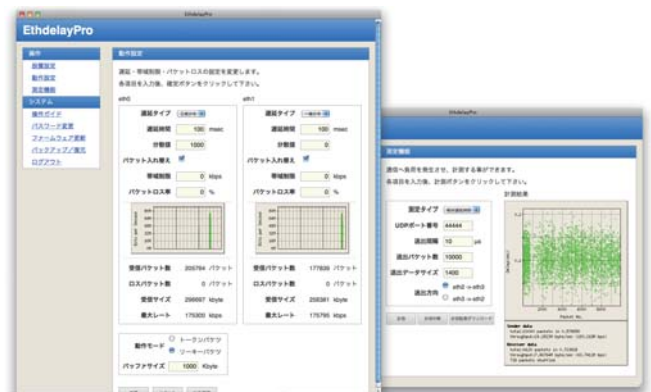 EthdelayPro
EthdelayPro
操作
装置設定
動作設定
測定機能
システム
操作ガイド
パスワード変更
ファームウェア更新
バックアップ/復元
ログアウト
動作設定
遅延・帯域制限・パケットロスの設定を変更します。
各項目を入力後、確定ボタンをクリックして下さい。
eth0
遅延タイプ
遅延時間 100 msec
分散値 1000
パケット入れ替え
帯域制限 0 kbps
パケットロス率 0 %
受信パケット数 205784 パケット
ロスパケット数 0 パケット
受信サイズ 298697 kbyte
最大レート 175300 kbps
eth1
遅延タイプ
遅延時間 100 msec
分散値 0
パケット入れ替え
帯域制限 0 kbps
パケットロス率 0 %
受信パケット数 177839 パケット
ロスパケット数 0 パケット
受信サイズ 258381 kbyte
最大レート 175795 kbps
動作モード
トークンバケツ
リーキーバケツ
バッファサイズ 1000 Kbyte
EthdelayPro
測定機能
通信へ負荷を発生させ、計測する事ができます。
各項目を入力後、計測ボタンをクリックして下さい。
測定タイプ
UDPポート番号 44444
送出間隔 10 μs
送出パケット数 10000
送出データサイズ 1400
送出方向
eth2 -> eth3
eth3 -> eth2
計測結果
Packet No.
Sender data
Receiver data